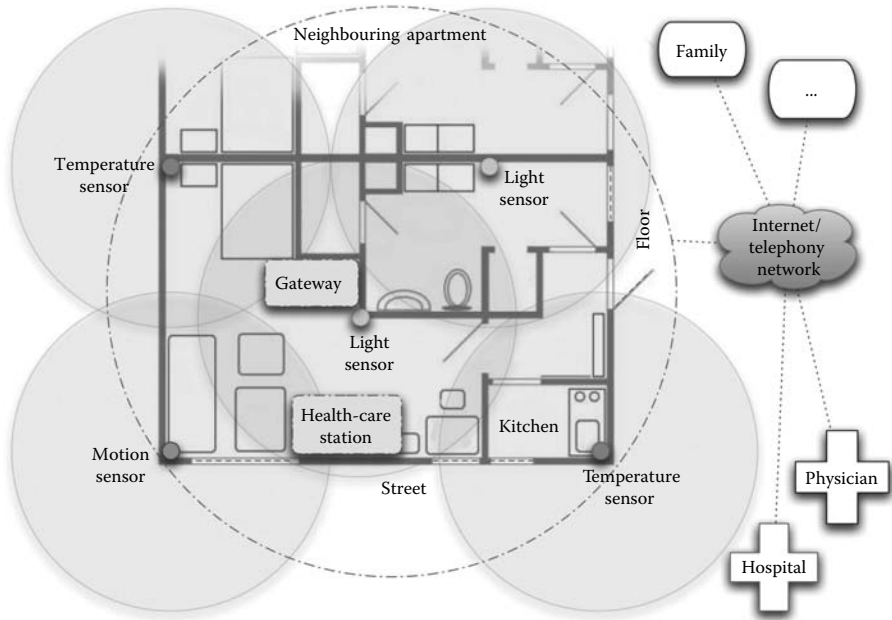 Neighbouring apartment
Family
...
Temperature
sensor
Light
sensor
Floor
Internet/
telephony
network
Gateway
Light
sensor
Health-care
station
Kitchen
Motion
sensor
Street
Temperature
sensor
Physician
Hospital